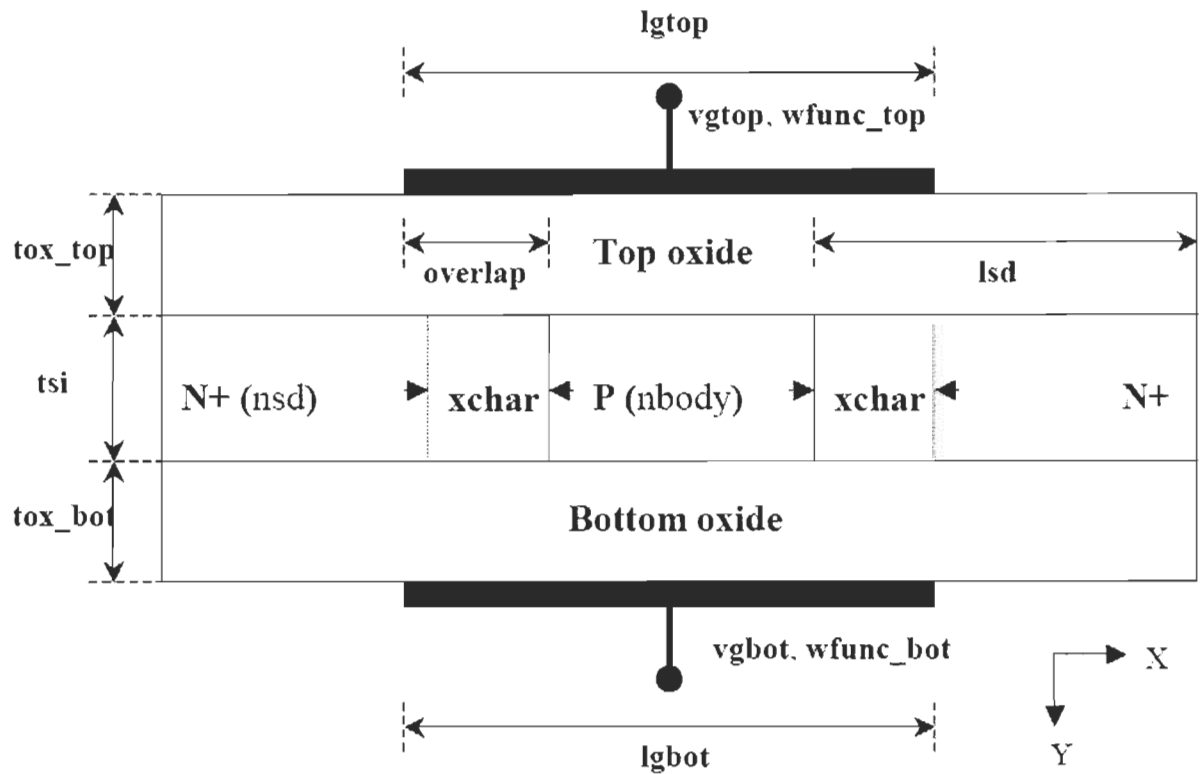 lgtop
vgtop, wfunc_top
tox_top
Top oxide
overlap
lsd
tsi
N+ (nsd)
xchar
P (nbody)
xchar
N+
tox_bot
Bottom oxide
vgbot, wfunc_bot
X
lgbot
Y